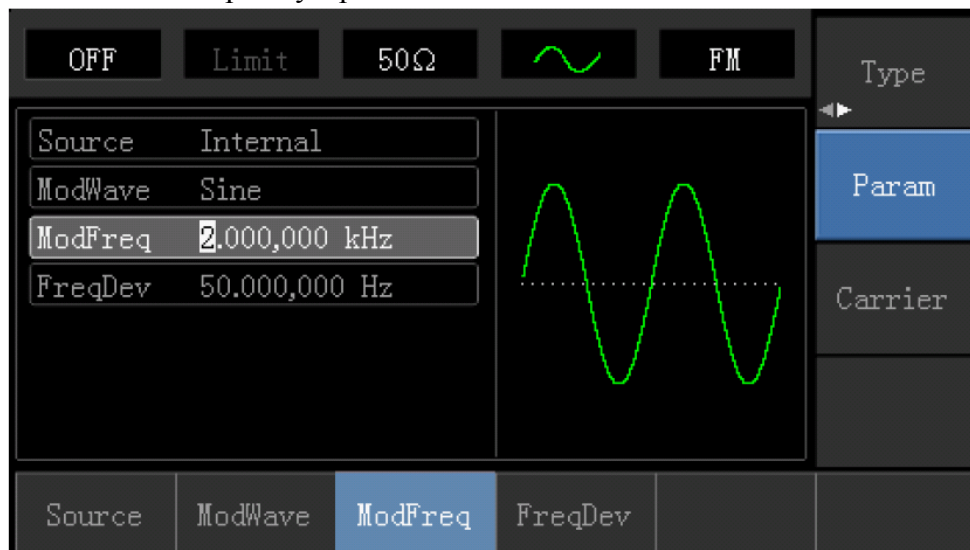 OFF Limit 50Ω FM
Type
Source Internal
ModWave Sine
ModFreq 2.000,000 kHz
FreqDev 50.000,000 Hz
Param
Carrier
Source ModWave ModFreq FreqDev